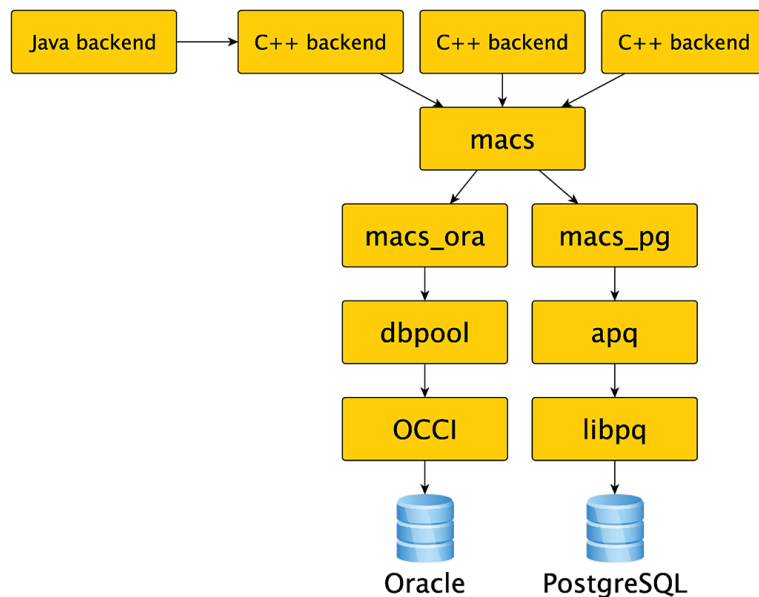 Java backend
C++ backend
C++ backend
C++ backend
macs
macs_ora
macs_pg
dbpool
apq
OCCI
libpq
Oracle
PostgreSQL